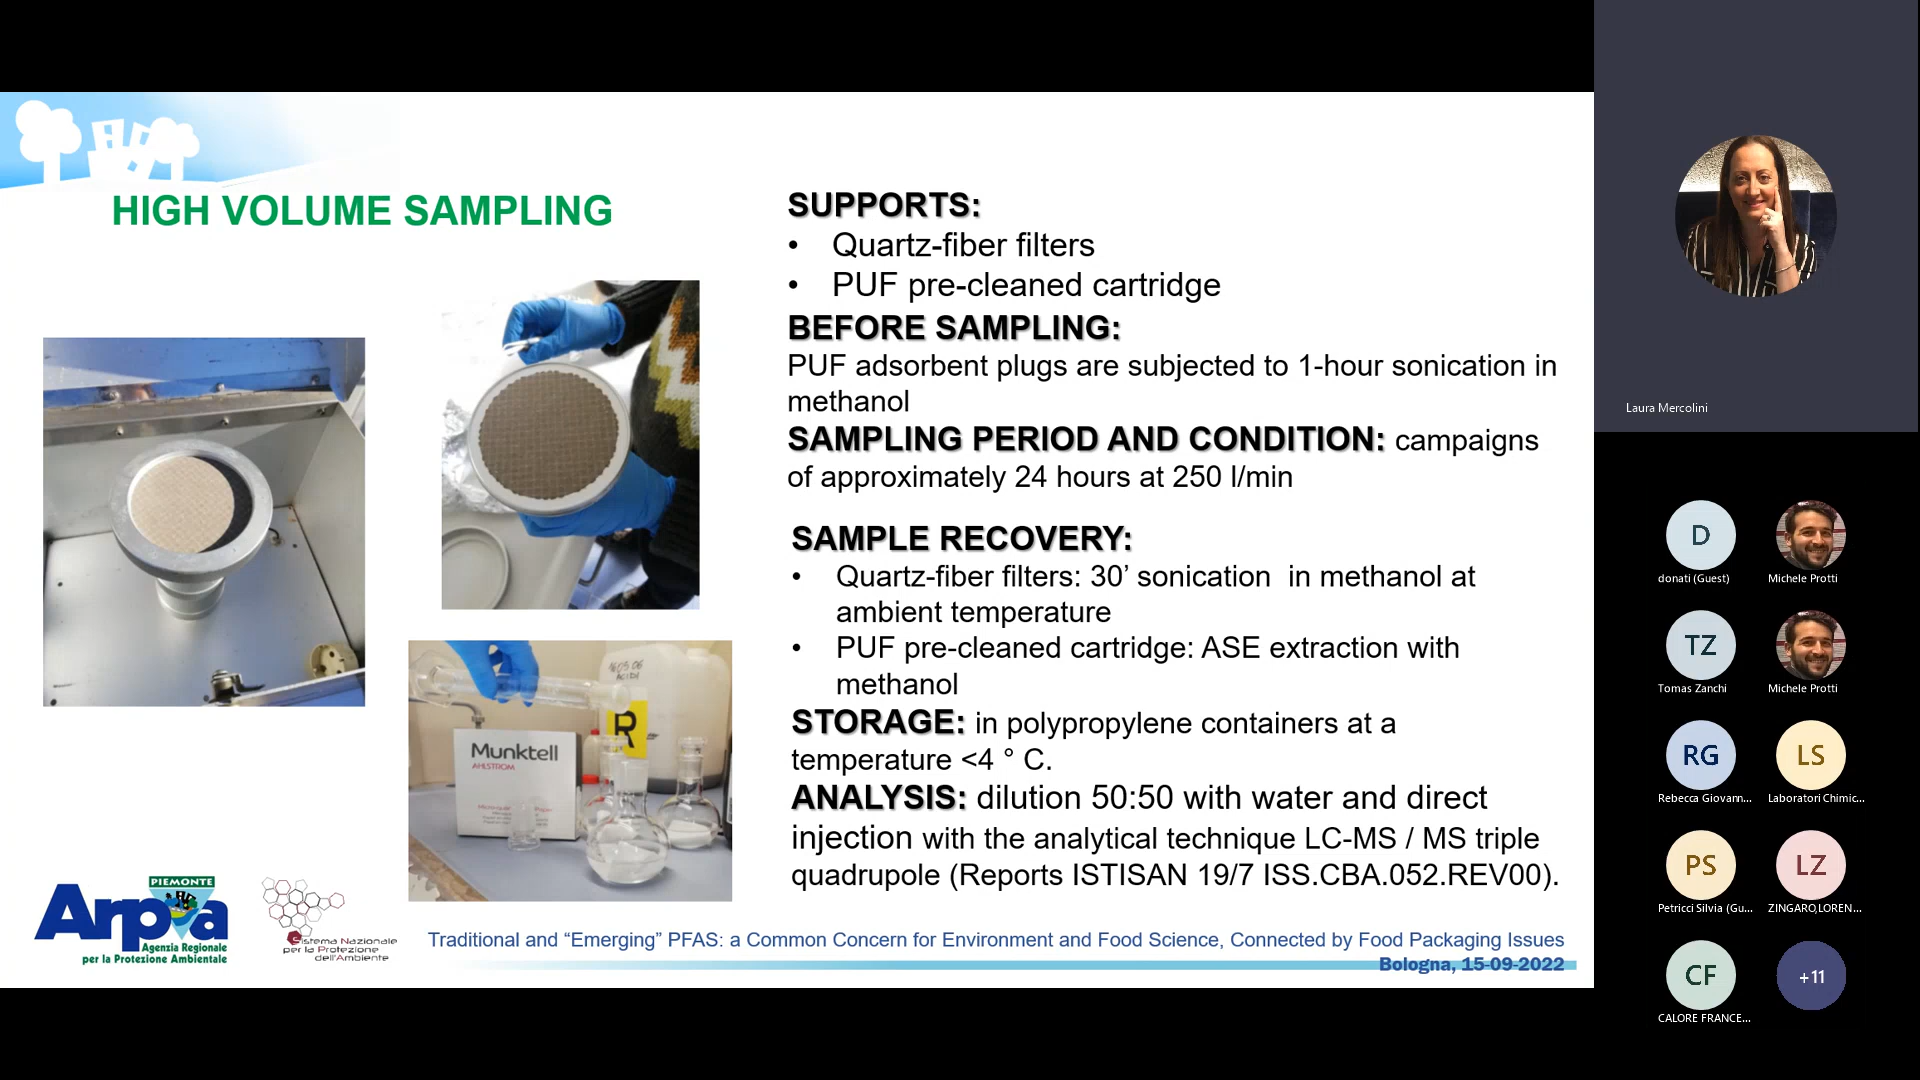 HIGH VOLUME SAMPLING
SUPPORTS:
• Quartz-fiber filters
• PUF pre-cleaned cartridge
BEFORE SAMPLING:
PUF adsorbent plugs are subjected to 1-hour sonication in
methanol
SAMPLING PERIOD AND CONDITION: campaigns
of approximately 24 hours at 250 l/min
SAMPLE RECOVERY:
• Quartz-fiber filters: 30’ sonication in methanol at
ambient temperature
• PUF pre-cleaned cartridge: ASE extraction with
methanol
STORAGE: in polypropylene containers at a
temperature <4 ° C.
ANALYSIS: dilution 50:50 with water and direct
injection with the analytical technique LC-MS / MS triple
quadrupole (Reports ISTISAN 19/7 ISS.CBA.052.REV00).
ACIDI
R
Munktell
AHLSTROM
PIEMONTE
Arpa
Agenzia Regionale
per la Protezione Ambientale
Sistema Nazionale
per la Protezione
dell'Ambiente
Traditional and “Emerging” PFAS: a Common Concern for Environment and Food Science, Connected by Food Packaging Issues
Bologna, 15-09-2022
Laura Mercolini
D
donati (Guest)
Michele Protti
TZ
Tomas Zanchi
Michele Protti
RG
Rebecca Giovann...
LS
Laboratori Chimic...
PS
Petricci Silvia (Gu...
LZ
ZINGARO,LOREN...
CF
CALORE FRANCE...
+11